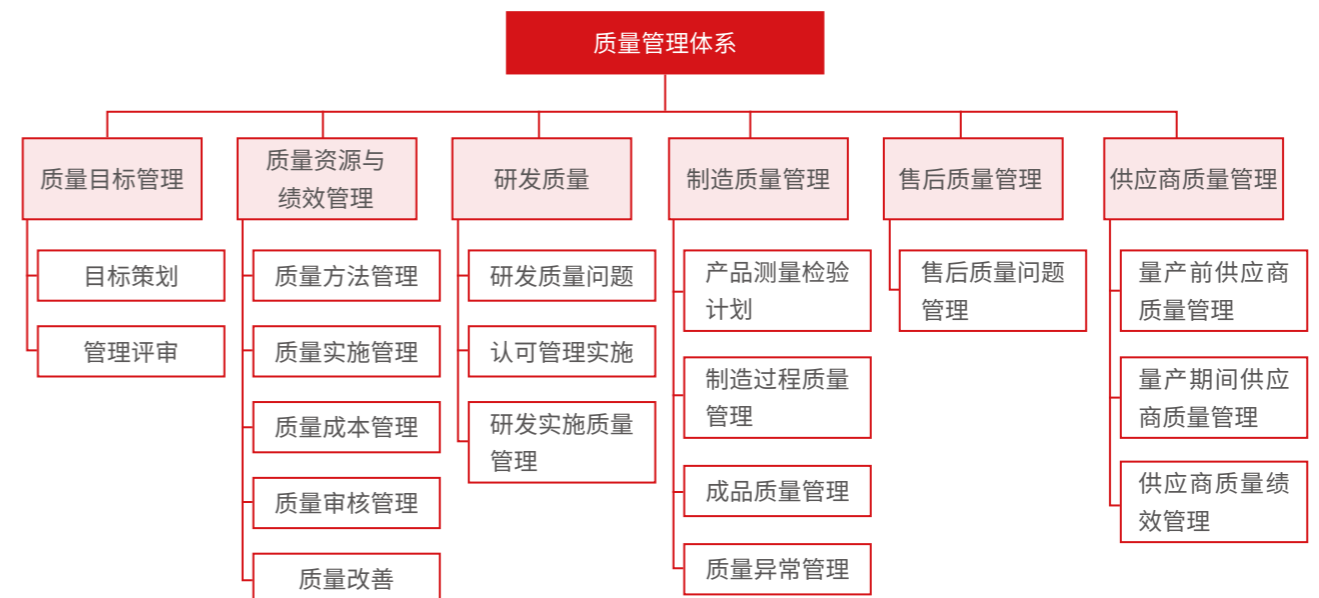 质量管理体系
质量目标管理
目标策划
管理评审
质量资源与
绩效管理
质量方法管理
质量实施管理
质量成本管理
质量审核管理
质量改善
研发质量
研发质量问题
认可管理实施
研发实施质量
管理
制造质量管理
产品测量检验
计划
制造过程质量
管理
成品质量管理
质量异常管理
售后质量管理
售后质量问题
管理
供应商质量管理
量产前供应商
质量管理
量产期间供应
商质量管理
供应商质量绩
效管理